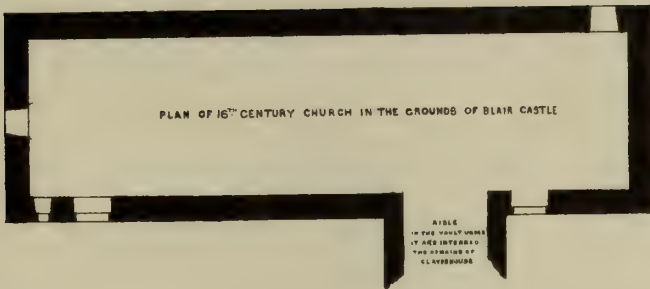 PLAN OF 16TH CENTURY CHURCH IN THE GROUNDS OF BLAIR CASTLE
AISLE
IN THE VAULT UNDER
IT ARE INTERRED
THE REMAINS OF
CLAVERHOUSE